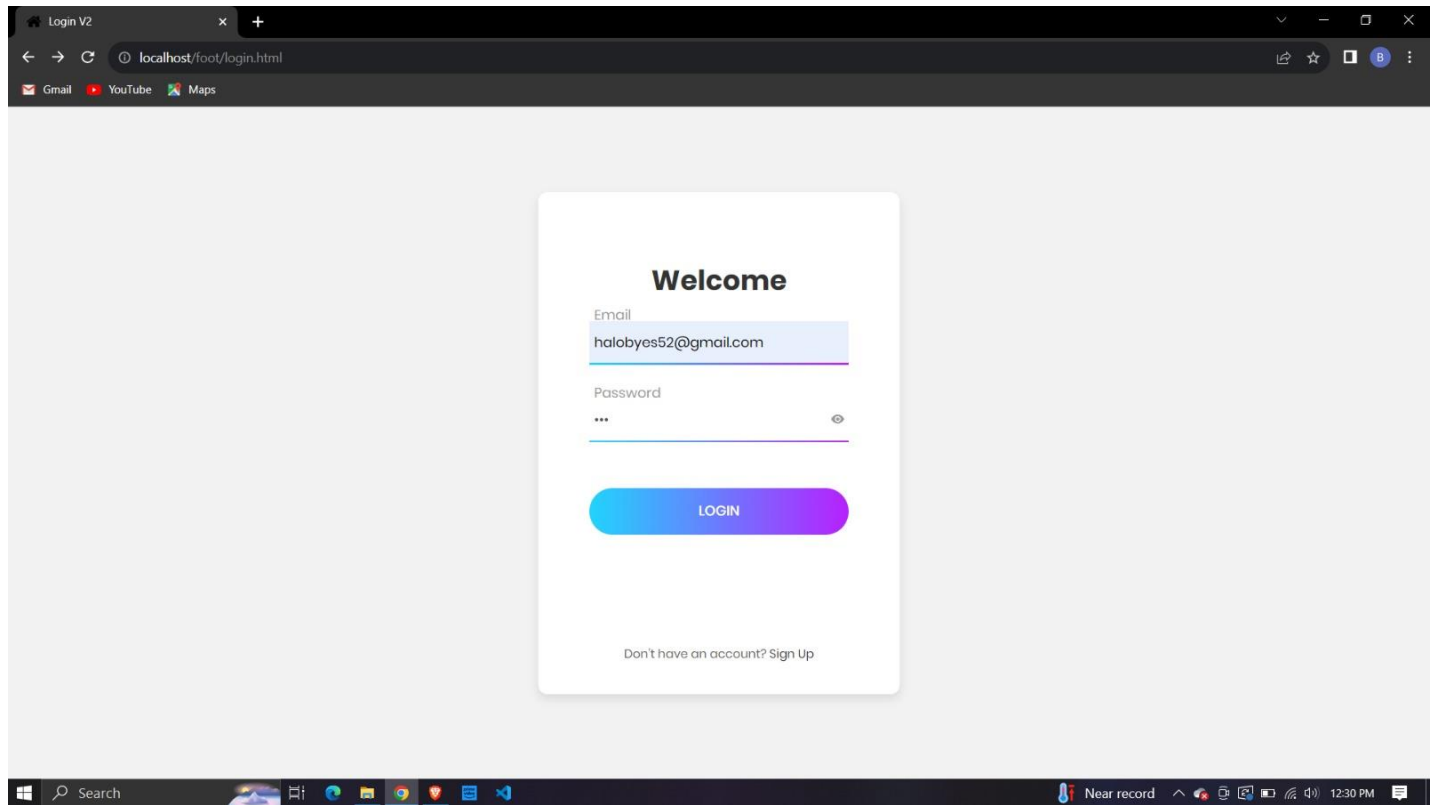 Login V2
localhost/foot/login.html
B
Gmail YouTube Maps
Welcome
Email
halobyes52@gmail.com
Password
•••
LOGIN
Don't have an account? Sign Up
Search
Near record
12:30 PM